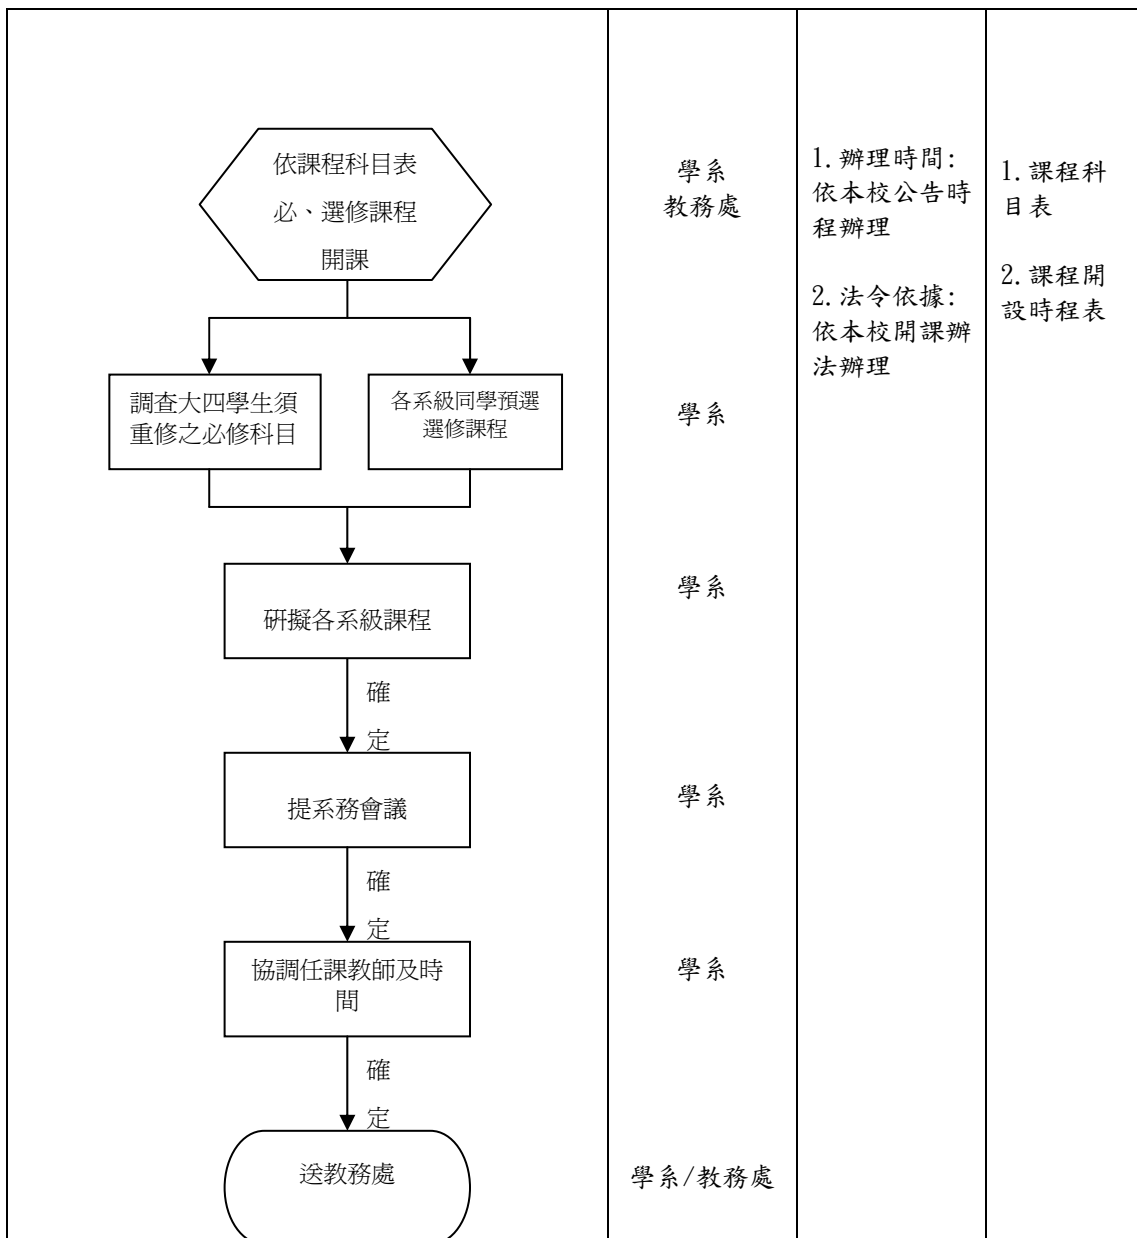 依課程科目表
必、選修課程
開課
學系
教務處
1.辦理時間:
依本校公告時
程辦理
2.法令依據:
依本校開課辦
法辦理
1.課程科
目表
2.課程開
設時程表
調查大四學生須
重修之必修科目
各系級同學預選
選修課程
學系
研擬各系級課程
學系
確
定
提系務會議
學系
確
定
協調任課教師及時
間
學系
確
定
送教務處
學系/教務處